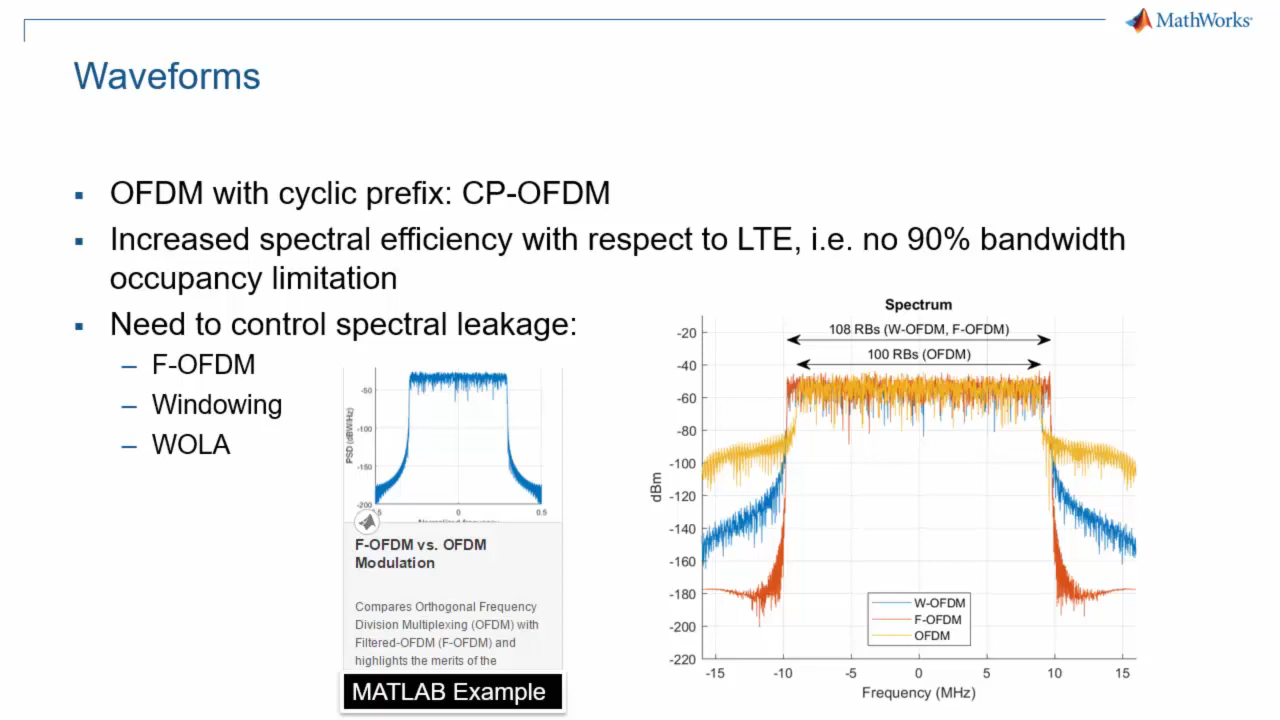 MathWorks
Waveforms
OFDM with cyclic prefix: CP-OFDM
Increased spectral efficiency with respect to LTE, i.e. no 90% bandwidth
occupancy limitation
Need to control spectral leakage:
– F-OFDM
– Windowing
– WOLA
PSD (dBW/Hz)
-50
-100
-150
-200
0
0.5
F-OFDM vs. OFDM
Modulation
Compares Orthogonal Frequency
Division Multiplexing (OFDM) with
Filtered-OFDM (F-OFDM) and
highlights the merits of the
MATLAB Example
Spectrum
108 RBs (W-OFDM, F-OFDM)
100 RBs (OFDM)
dBm
-20
-40
-60
-80
-100
-120
-140
-160
-180
-200
-220
W-OFDM
F-OFDM
OFDM
-15 -10 -5 0 5 10 15
Frequency (MHz)